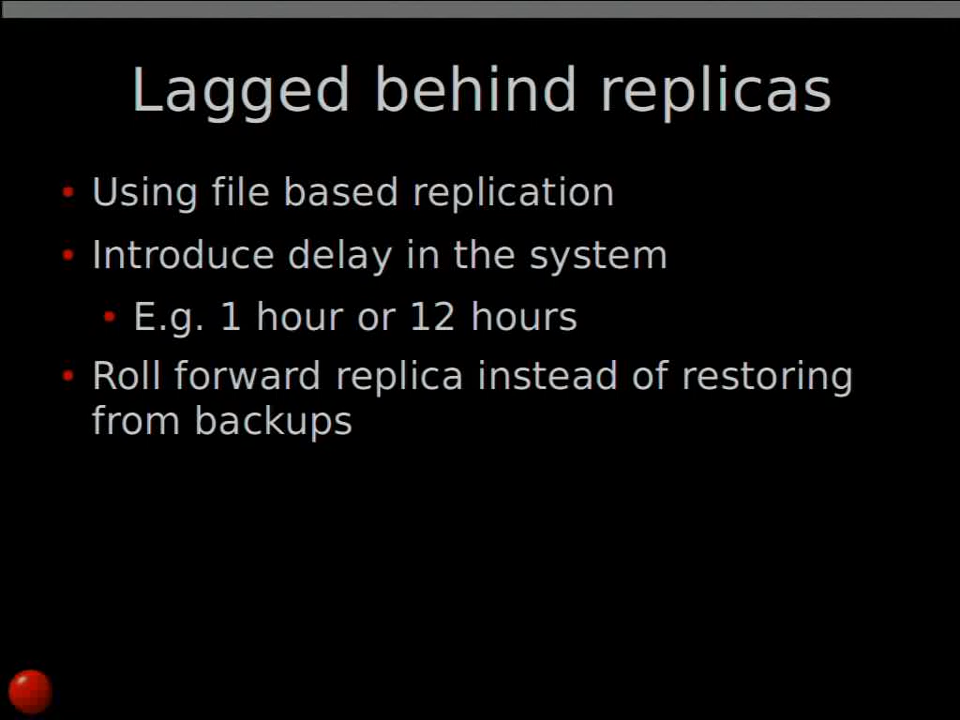 Lagged behind replicas
Using file based replication
Introduce delay in the system
E.g. 1 hour or 12 hours
Roll forward replica instead of restoring
from backups